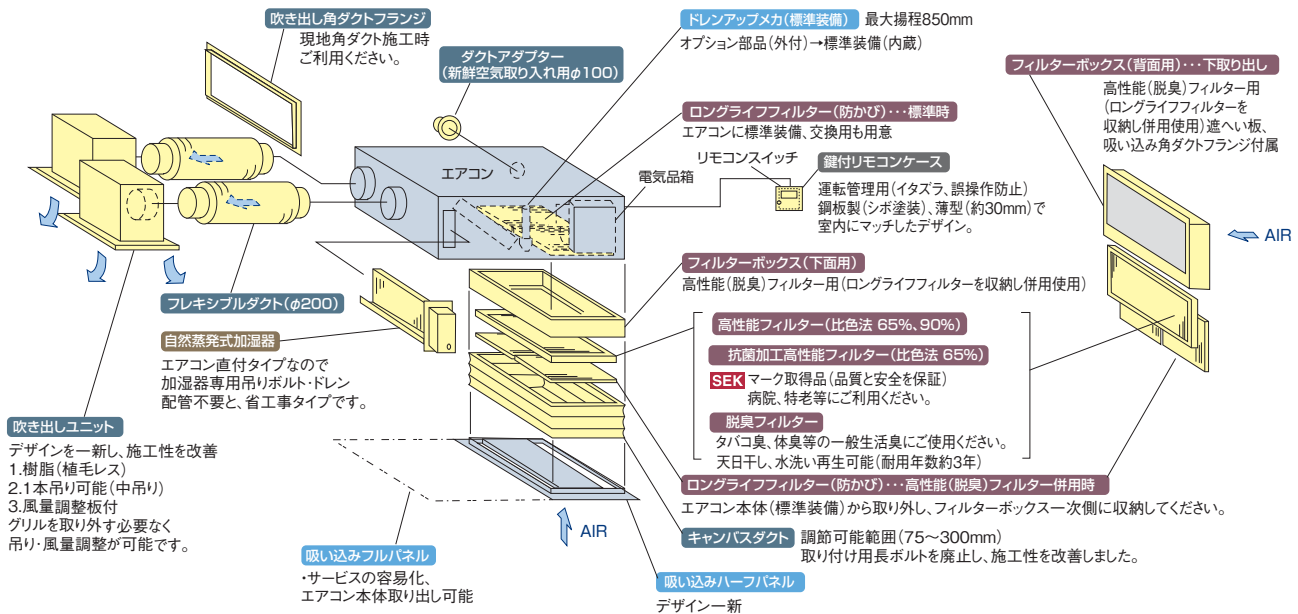 吹き出し角ダクトフランジ
現地角ダクト施工時
ご利用ください。
ダクトアダプター
(新鮮空気取り入れ用φ100)
ドレンアップメカ(標準装備) 最大揚程850mm
オプション部品(外付)→標準装備(内蔵)
フィルターボックス(背面用)･･･下取り出し
高性能(脱臭)フィルター用
(ロングライフフィルターを
収納し併用使用)遮へい板、
吸い込み角ダクトフランジ付属
ロングライフフィルター(防かび)･･･標準時
エアコンに標準装備、交換用も用意
リモコンスイッチ
鍵付リモコンケース
運転管理用(イタズラ、誤操作防止)
鋼板製(シボ塗装)、薄型(約30mm)で
室内にマッチしたデザイン。
エアコン
電気品箱
AIR
フィルターボックス(下面用)
高性能(脱臭)フィルター用(ロングライフフィルターを収納し併用使用)
フレキシブルダクト(φ200)
自然蒸発式加湿器
エアコン直付タイプなので
加湿器専用吊りボルト・ドレン
配管不要と、省工事タイプです。
高性能フィルター(比色法 65%、90%)
抗菌加工高性能フィルター(比色法 65%)
SEK マーク取得品(品質と安全を保証)
病院、特老等にご利用ください。
脱臭フィルター
タバコ臭、体臭等の一般生活臭にご使用ください。
天日干し、水洗い再生可能(耐用年数約3年)
吹き出しユニット
デザインを一新し、施工性を改善
1.樹脂(植毛レス)
2.1本吊り可能(中吊り)
3.風量調整板付
グリルを取り外す必要なく
吊り・風量調整が可能です。
ロングライフフィルター(防かび)･･･高性能(脱臭)フィルター併用時
エアコン本体(標準装備)から取り外し、フィルターボックス一次側に収納してください。
AIR
キャンバスダクト 調節可能範囲(75〜300mm)
取り付け用長ボルトを廃止し、施工性を改善しました。
吸い込みフルパネル
・サービスの容易化、
エアコン本体取り出し可能
吸い込みハーフパネル
デザイン一新